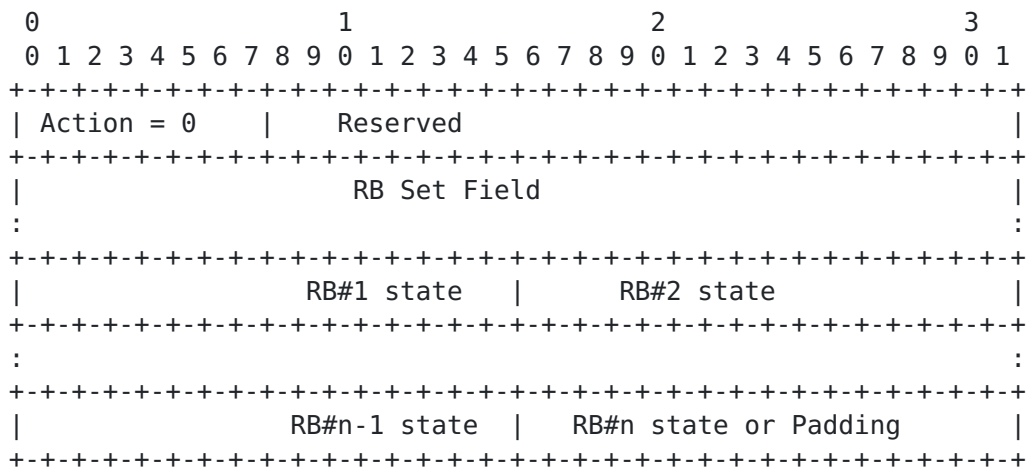 0                   1                   2                   3
 0 1 2 3 4 5 6 7 8 9 0 1 2 3 4 5 6 7 8 9 0 1 2 3 4 5 6 7 8 9 0 1
+-+-+-+-+-+-+-+-+-+-+-+-+-+-+-+-+-+-+-+-+-+-+-+-+-+-+-+-+-+-+-+-+
| Action = 0    |    Reserved                                   |
+-+-+-+-+-+-+-+-+-+-+-+-+-+-+-+-+-+-+-+-+-+-+-+-+-+-+-+-+-+-+-+-+
|                     RB Set Field                              |
:                                                               :
+-+-+-+-+-+-+-+-+-+-+-+-+-+-+-+-+-+-+-+-+-+-+-+-+-+-+-+-+-+-+-+-+
|                  RB#1 state   |      RB#2 state               |
+-+-+-+-+-+-+-+-+-+-+-+-+-+-+-+-+-+-+-+-+-+-+-+-+-+-+-+-+-+-+-+-+
:                                                               :
+-+-+-+-+-+-+-+-+-+-+-+-+-+-+-+-+-+-+-+-+-+-+-+-+-+-+-+-+-+-+-+-+
|                 RB#n-1 state  |   RB#n state or Padding       |
+-+-+-+-+-+-+-+-+-+-+-+-+-+-+-+-+-+-+-+-+-+-+-+-+-+-+-+-+-+-+-+-+